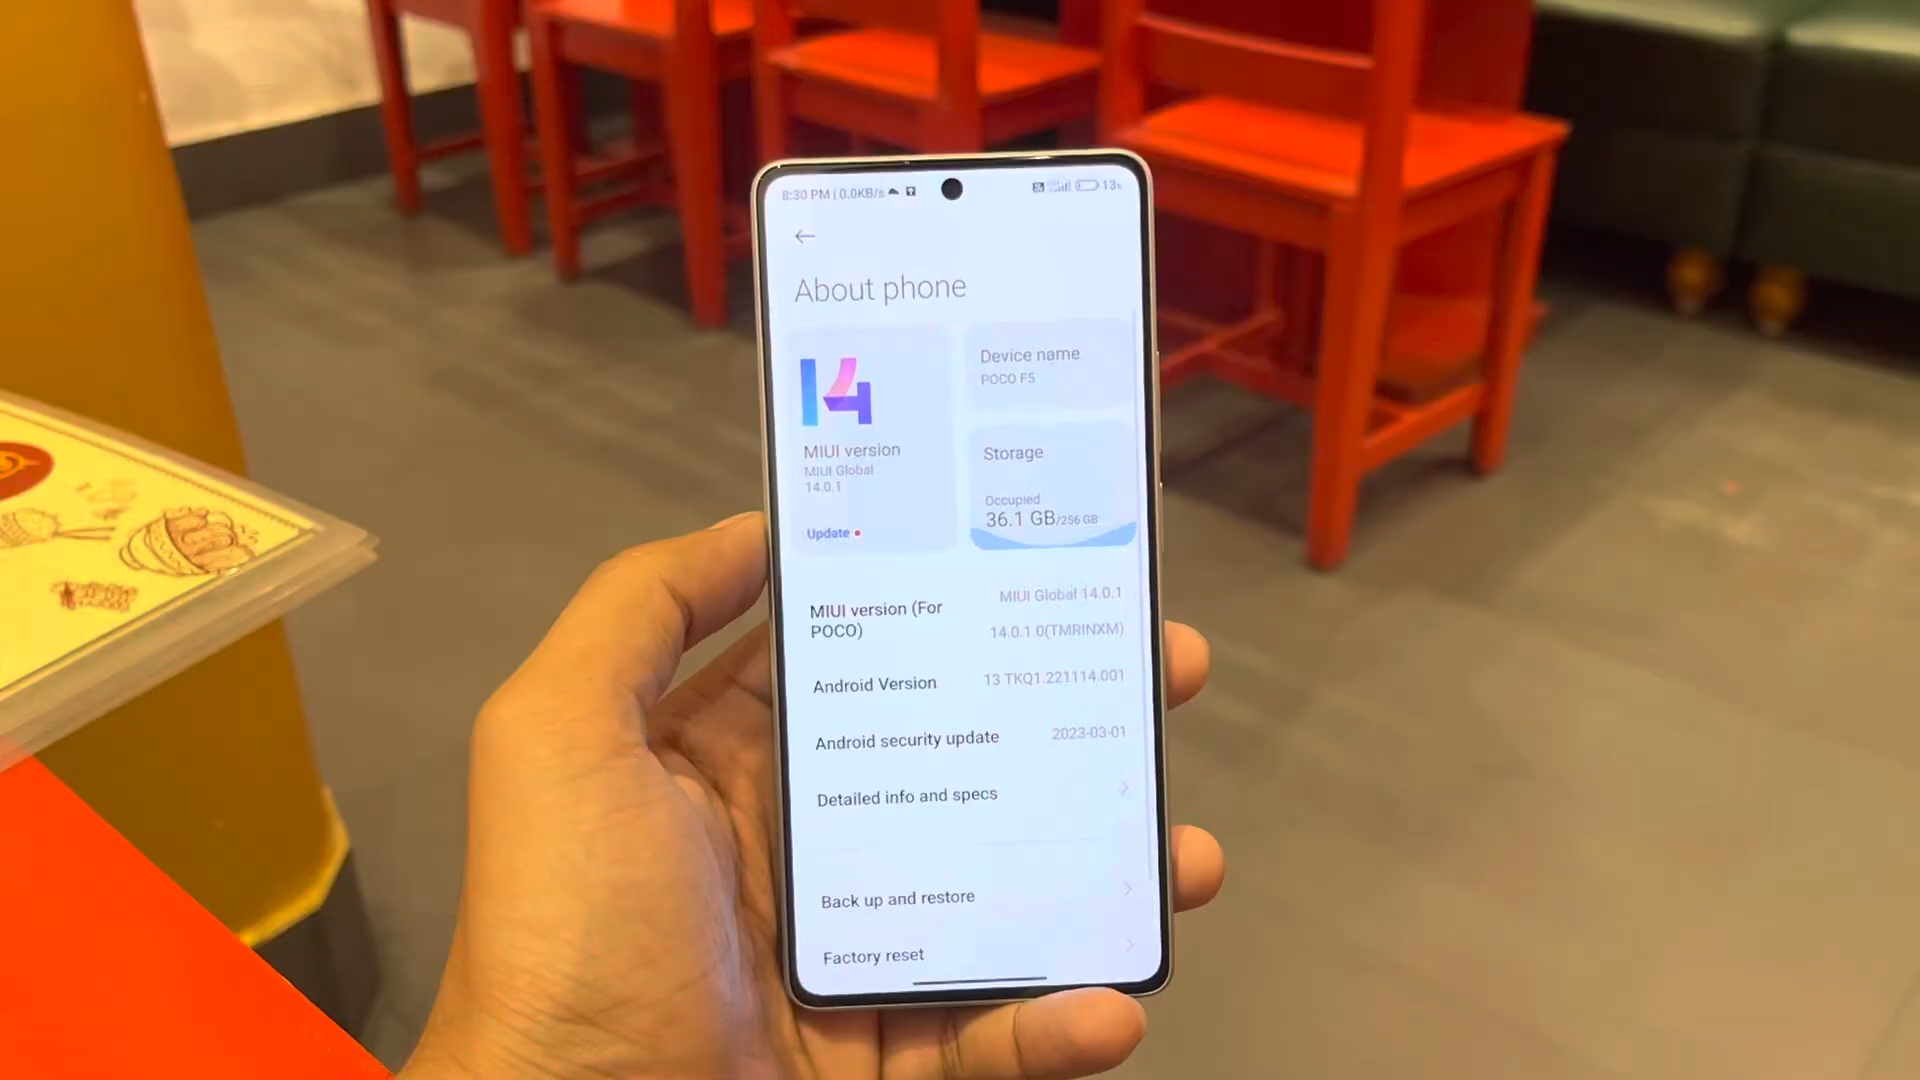 8:30 PM | 0.0KB/s
13%
About phone
14
MIUI version
MIUI Global
14.0.1
Update
Device name
POCO F5
Storage
Occupied
36.1 GB/256 GB
MIUI version (For
POCO)
MIUI Global 14.0.1
14.0.1.0(TMRINXM)
Android Version
13 TKQ1.221114.001
Android security update
2023-03-01
Detailed info and specs
Back up and restore
Factory reset